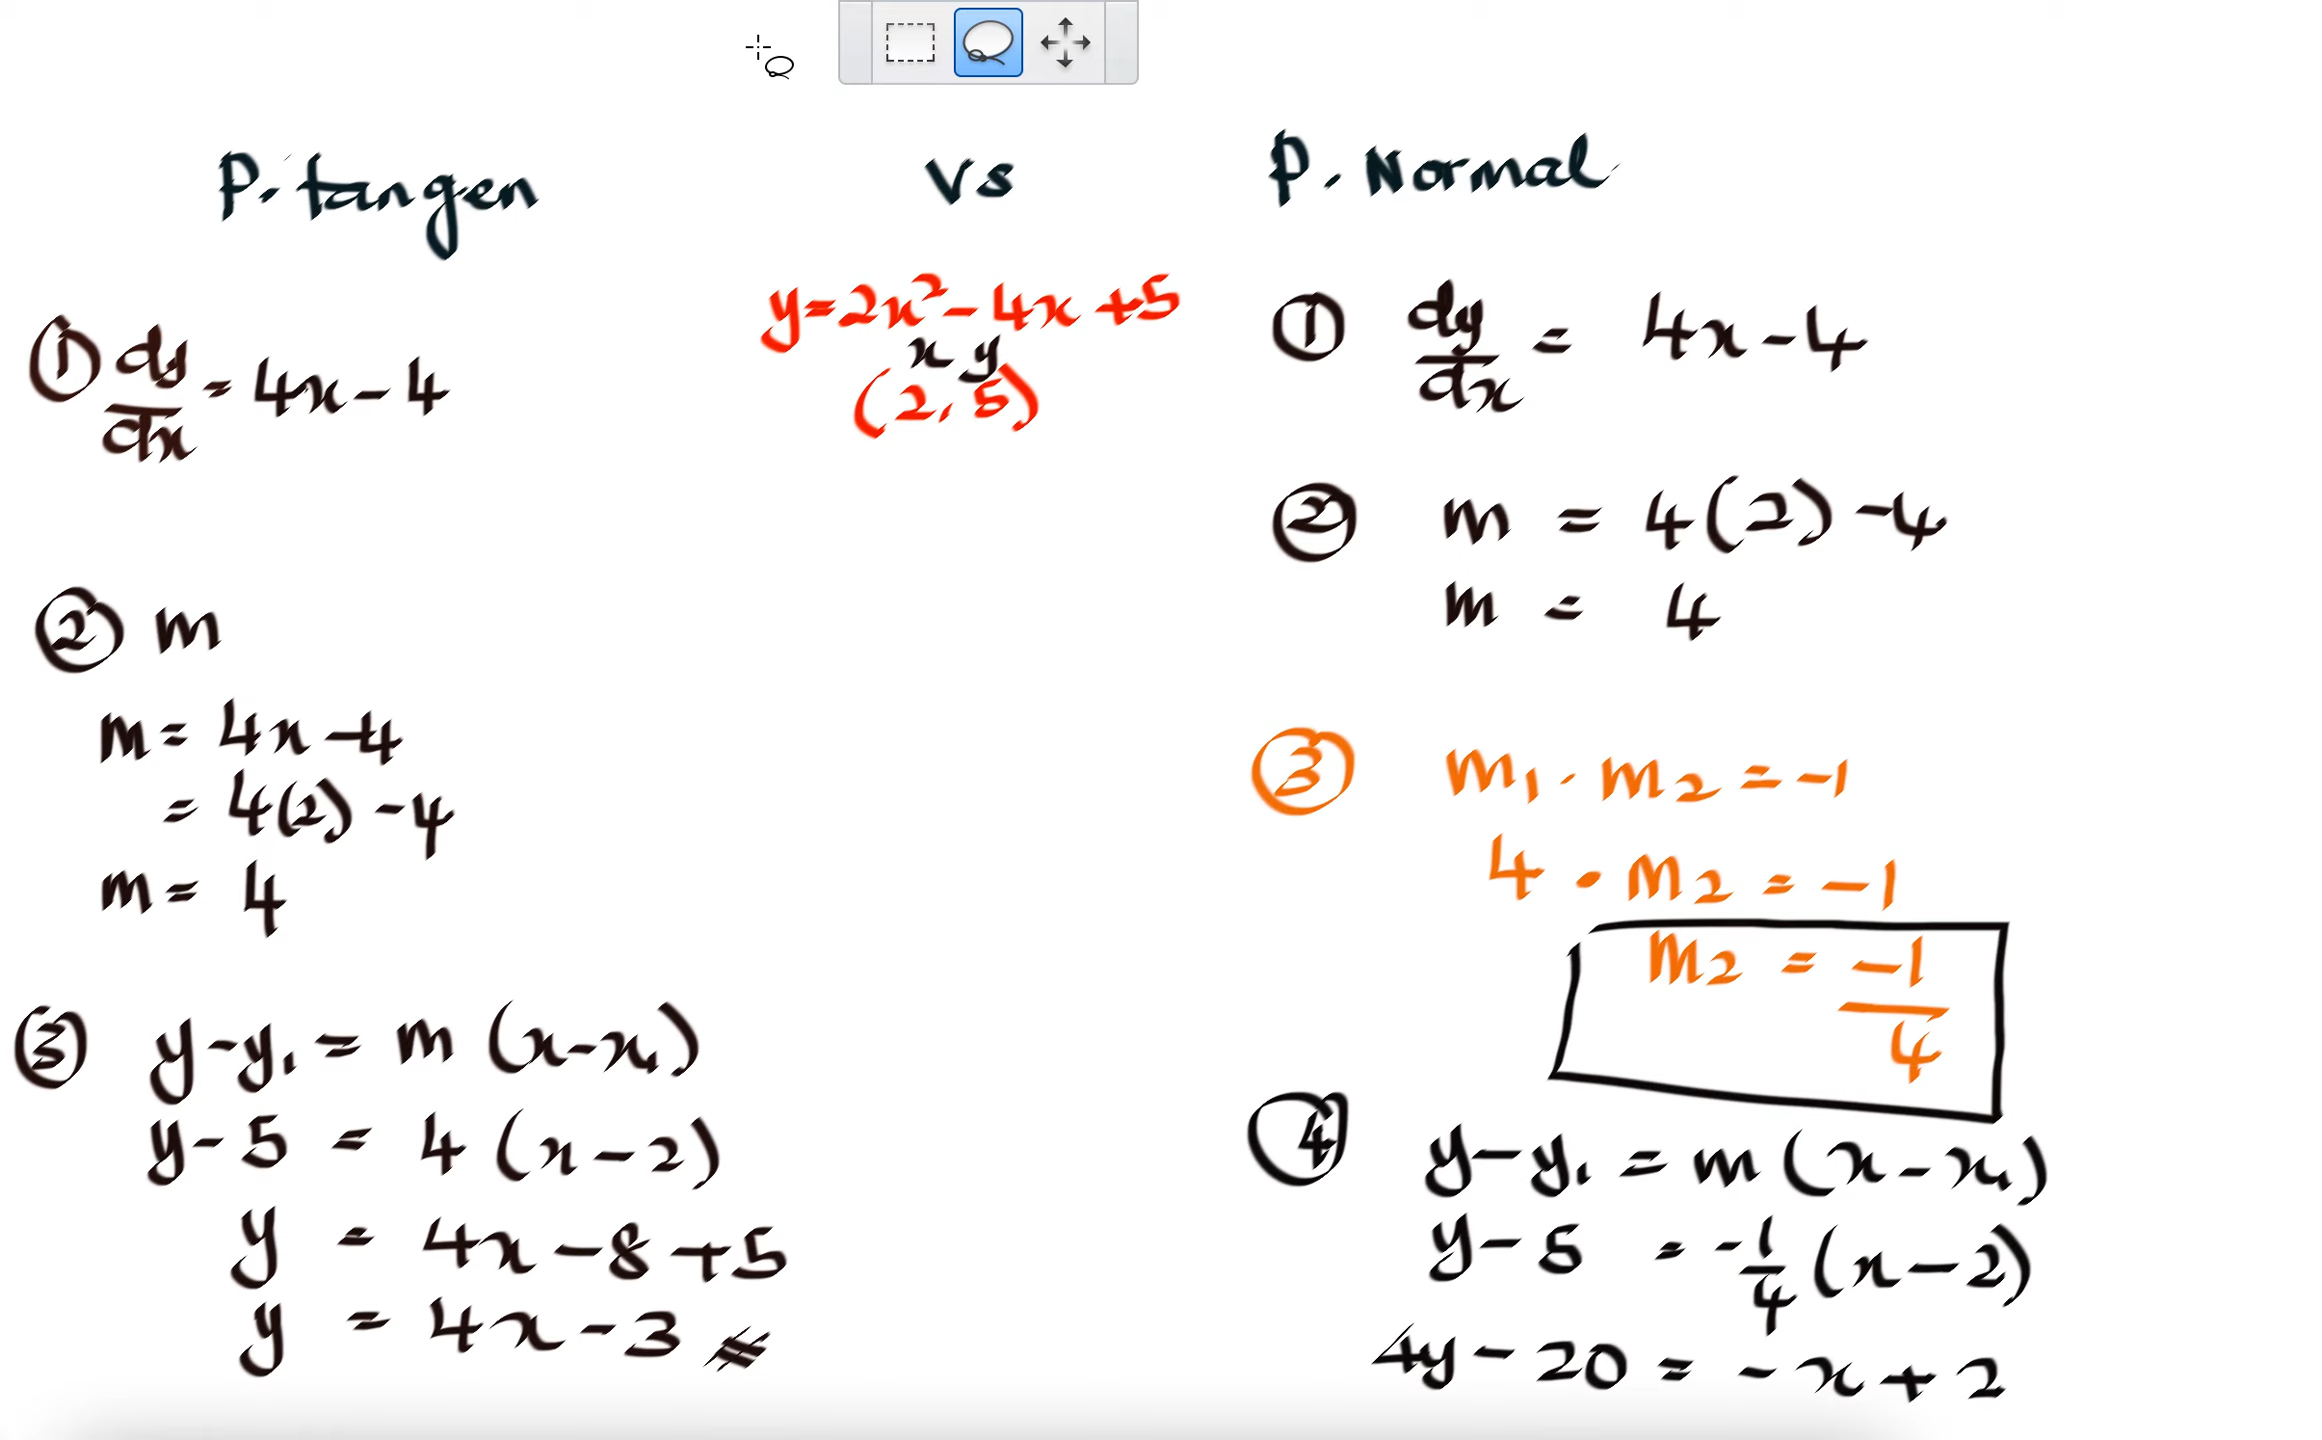 P. tangen Vs P. Normal
y=2x²-4x+5
x y
(2, 5)
① dy/dx = 4x-4
② m
m= 4x-4
= 4(2)-4
m= 4
③ y-y₁ = m (x-x₁)
y-5 = 4 (x-2)
y = 4x-8+5
y = 4x-3 #
① dy/dx = 4x-4
② m = 4(2)-4
m = 4
③ m₁ . m₂ = -1
4 . m₂ = -1
m₂ = -1/4
④ y-y₁ = m (x-x₁)
y-5 = -1/4 (x-2)
4y-20 = -x+2